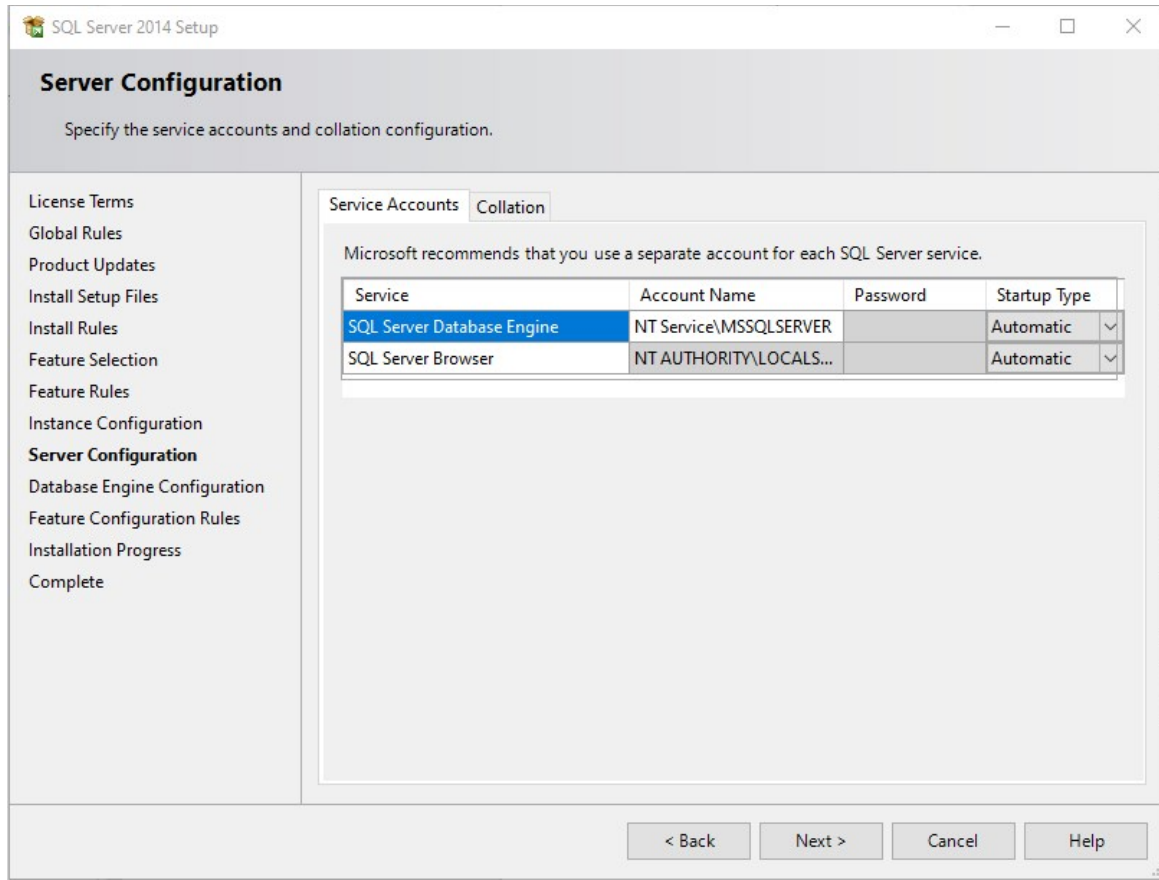 SQL Server 2014 Setup
Server Configuration
Specify the service accounts and collation configuration.
License Terms
Global Rules
Product Updates
Install Setup Files
Install Rules
Feature Selection
Feature Rules
Instance Configuration
Server Configuration
Database Engine Configuration
Feature Configuration Rules
Installation Progress
Complete
Service Accounts Collation
Microsoft recommends that you use a separate account for each SQL Server service.
Service Account Name Password Startup Type
SQL Server Database Engine NT Service\MSSQLSERVER Automatic
SQL Server Browser NT AUTHORITY\LOCALS... Automatic
< Back Next > Cancel Help